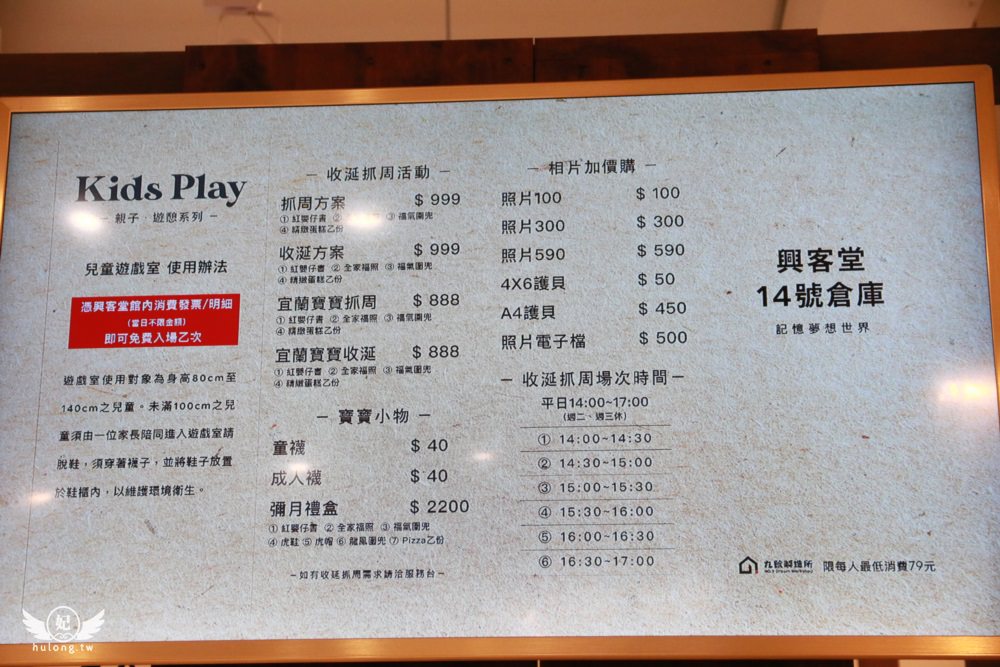 Kids Play
－ 親子．遊憩系列 －
兒童遊戲室 使用辦法
憑興客堂館內消費發票/明細
(當日不限金額)
即可免費入場乙次
遊戲室使用對象為身高80cm至
140cm之兒童。未滿100cm之兒
童須由一位家長陪同進入遊戲室請
脫鞋，須穿著襪子，並將鞋子放置
於鞋櫃內，以維護環境衛生。
－ 收涎抓周活動 －
抓周方案 $ 999
① 紅嬰仔書 ② ③ 福氣圍兜
④ 精緻蛋糕乙份
收涎方案 $ 999
① 紅嬰仔書 ② 全家福照 ③ 福氣圍兜
④ 精緻蛋糕乙份
宜蘭寶寶抓周 $ 888
① 紅嬰仔書 ② 全家福照 ③ 福氣圍兜
④ 精緻蛋糕乙份
宜蘭寶寶收涎 $ 888
① 紅嬰仔書 ② 全家福照 ③ 福氣圍兜
④ 精緻蛋糕乙份
－ 寶寶小物 －
童襪 $ 40
成人襪 $ 40
彌月禮盒 $ 2200
① 紅嬰仔書 ② 全家福照 ③ 福氣圍兜
④ 虎鞋 ⑤ 虎帽 ⑥ 龍鳳圍兜 ⑦ Pizza乙份
－如有收涎抓周需求請洽服務台－
－ 相片加價購 －
照片100 $ 100
照片300 $ 300
照片590 $ 590
4X6護貝 $ 50
A4護貝 $ 450
照片電子檔 $ 500
－ 收涎抓周場次時間－
平日14:00~17:00
(週二、週三休)
① 14:00~14:30
② 14:30~15:00
③ 15:00~15:30
④ 15:30~16:00
⑤ 16:00~16:30
⑥ 16:30~17:00
興客堂
14號倉庫
記憶夢想世界
九號製造所 限每人最低消費79元
妃
hulong.tw